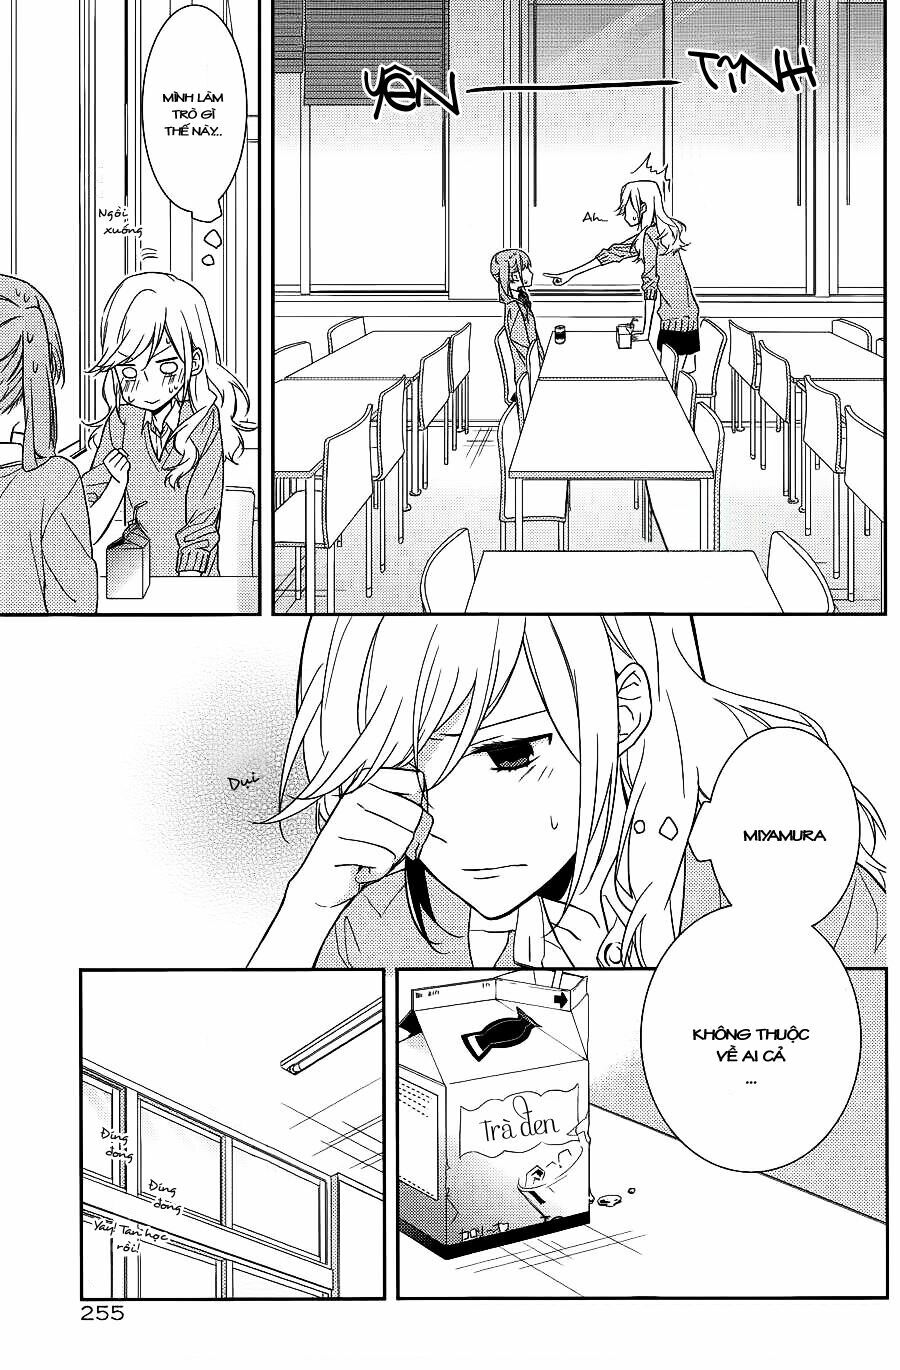 YÊN TĨNH
Ah...
MÌNH LÀM
TRÒ GÌ
THẾ NÀY...
Ngồi
xuống
Dụi
MIYAMURA
KHÔNG THUỘC
VỀ AI CẢ
...
Trà đen
Đing
đong
Đing
đong
Yay! Tan học
rồi!
255